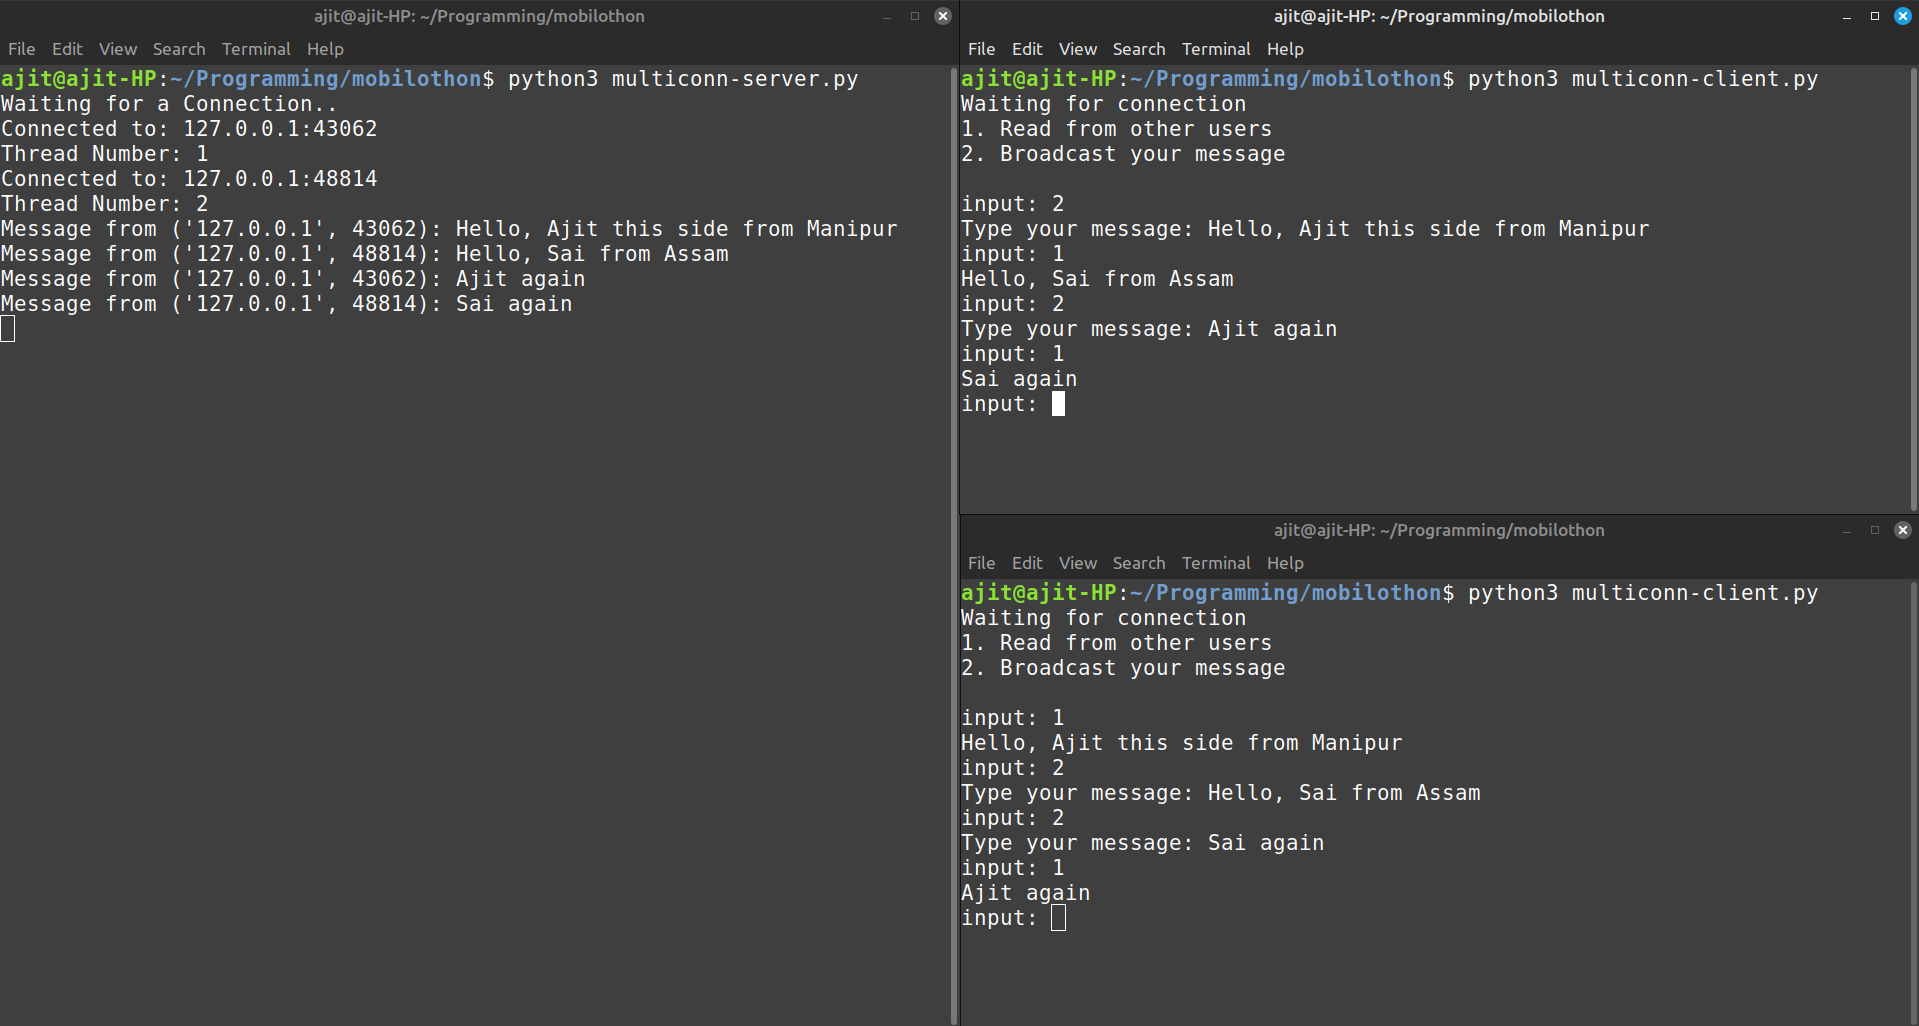 ajit@ajit-HP: ~/Programming/mobilothon
File Edit View Search Terminal Help
ajit@ajit-HP:~/Programming/mobilothon$ python3 multiconn-server.py
Waiting for a Connection..
Connected to: 127.0.0.1:43062
Thread Number: 1
Connected to: 127.0.0.1:48814
Thread Number: 2
Message from ('127.0.0.1', 43062): Hello, Ajit this side from Manipur
Message from ('127.0.0.1', 48814): Hello, Sai from Assam
Message from ('127.0.0.1', 43062): Ajit again
Message from ('127.0.0.1', 48814): Sai again
ajit@ajit-HP: ~/Programming/mobilothon
File Edit View Search Terminal Help
ajit@ajit-HP:~/Programming/mobilothon$ python3 multiconn-client.py
Waiting for connection
1. Read from other users
2. Broadcast your message
input: 2
Type your message: Hello, Ajit this side from Manipur
input: 1
Hello, Sai from Assam
input: 2
Type your message: Ajit again
input: 1
Sai again
input:
ajit@ajit-HP: ~/Programming/mobilothon
File Edit View Search Terminal Help
ajit@ajit-HP:~/Programming/mobilothon$ python3 multiconn-client.py
Waiting for connection
1. Read from other users
2. Broadcast your message
input: 1
Hello, Ajit this side from Manipur
input: 2
Type your message: Hello, Sai from Assam
input: 2
Type your message: Sai again
input: 1
Ajit again
input: